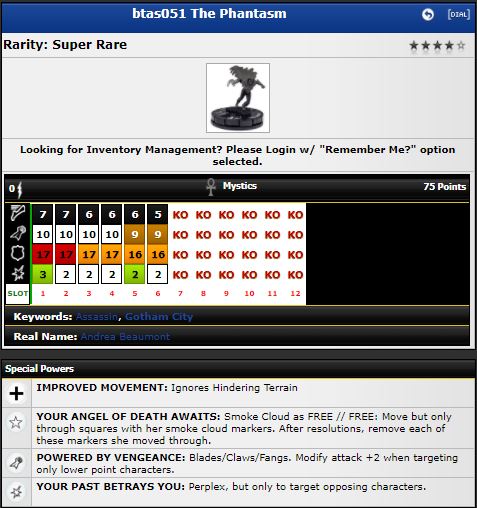 btas051 The Phantasm [DIAL]
Rarity: Super Rare
Looking for Inventory Management? Please Login w/ "Remember Me?" option
selected.
0 Mystics 75 Points
7 7 6 6 6 5 KO KO KO KO KO KO
10 10 10 10 9 9 KO KO KO KO KO KO
17 17 17 17 16 16 KO KO KO KO KO KO
3 2 2 2 2 2 KO KO KO KO KO KO
SLOT 1 2 3 4 5 6 7 8 9 10 11 12
Keywords: Assassin, Gotham City
Real Name: Andrea Beaumont
Special Powers
IMPROVED MOVEMENT: Ignores Hindering Terrain
YOUR ANGEL OF DEATH AWAITS: Smoke Cloud as FREE // FREE: Move but only
through squares with her smoke cloud markers. After resolutions, remove each of
these markers she moved through.
POWERED BY VENGEANCE: Blades/Claws/Fangs. Modify attack +2 when targeting
only lower point characters.
YOUR PAST BETRAYS YOU: Perplex, but only to target opposing characters.